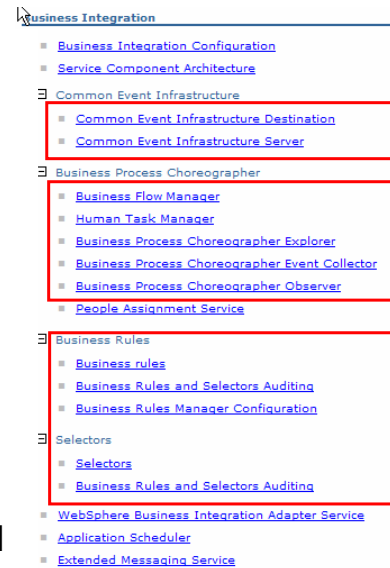 Business Integration
Business Integration Configuration
Service Component Architecture
Common Event Infrastructure
Common Event Infrastructure Destination
Common Event Infrastructure Server
Business Process Choreographer
Business Flow Manager
Human Task Manager
Business Process Choreographer Explorer
Business Process Choreographer Event Collector
Business Process Choreographer Observer
People Assignment Service
Business Rules
Business rules
Business Rules and Selectors Auditing
Business Rules Manager Configuration
Selectors
Selectors
Business Rules and Selectors Auditing
WebSphere Business Integration Adapter Service
Application Scheduler
Extended Messaging Service